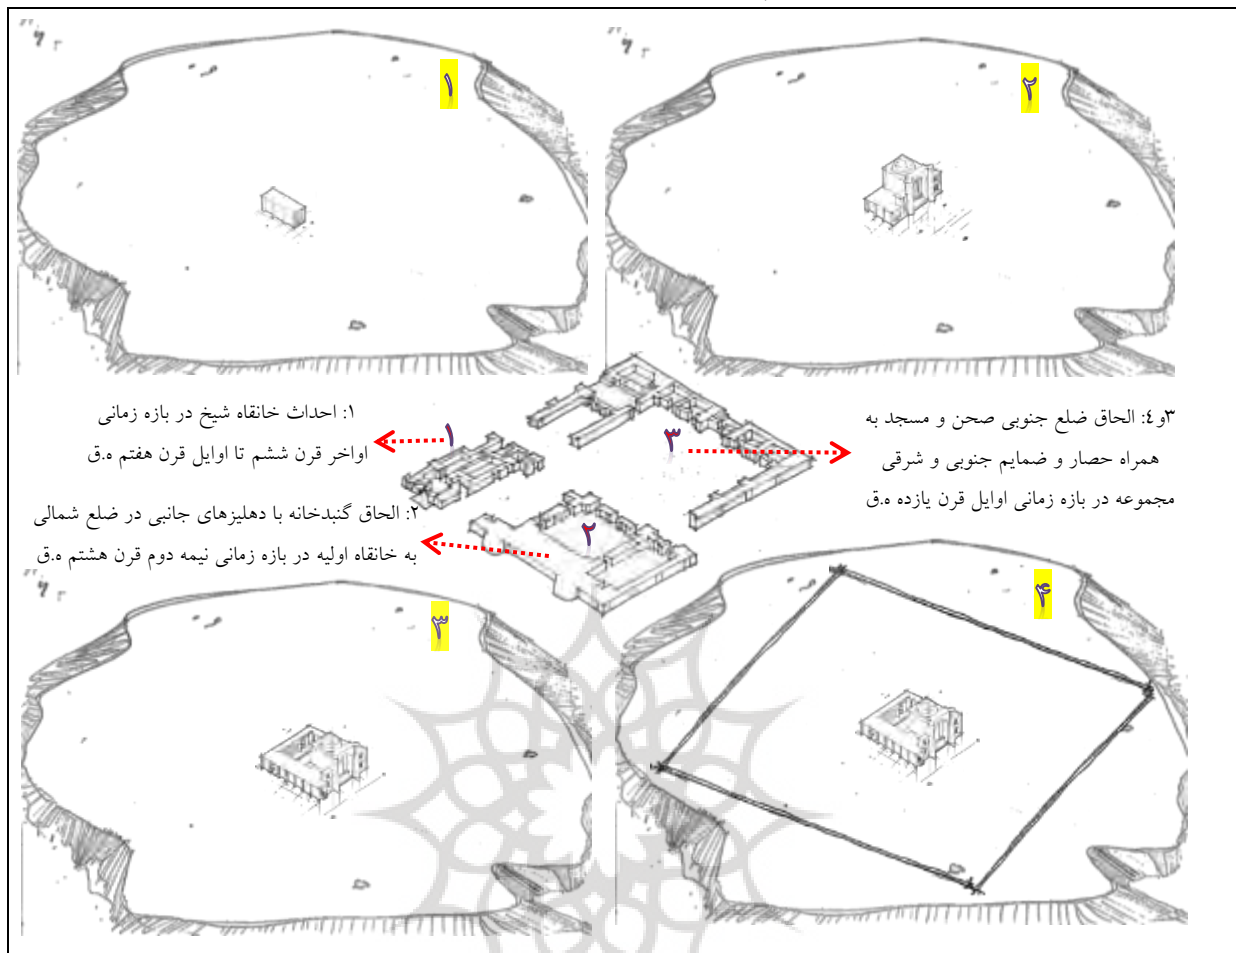 ۱
۲
۱: احداث خانقاه شیخ در بازه زمانی
اواخر قرن ششم تا اوایل قرن هفتم ه.ق
۱
۳
۳و٤: الحاق ضلع جنوبی صحن و مسجد به
همراه حصار و ضمایم جنوبی و شرقی
مجموعه در بازه زمانی اوایل قرن یازده ه.ق
۲: الحاق گنبدخانه با دهلیزهای جانبی در ضلع شمالی
به خانقاه اولیه در بازه زمانی نیمه دوم قرن هشتم ه.ق
۲
۳
۴